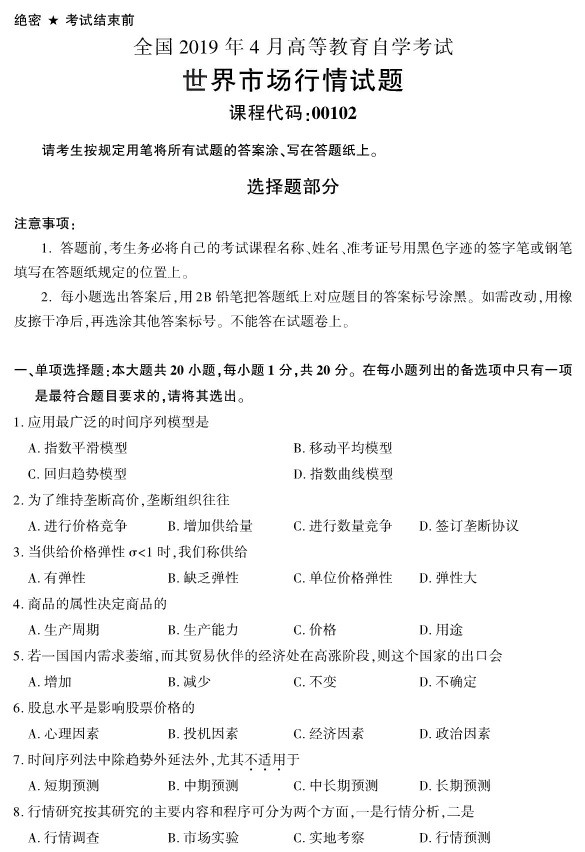 绝密 ★ 考试结束前
全国 2019 年 4 月高等教育自学考试
世界市场行情试题
课程代码:00102
请考生按规定用笔将所有试题的答案涂、写在答题纸上。
选择题部分
注意事项:
1. 答题前,考生务必将自己的考试课程名称、姓名、准考证号用黑色字迹的签字笔或钢笔
填写在答题纸规定的位置上。
2. 每小题选出答案后,用 2B 铅笔把答题纸上对应题目的答案标号涂黑。如需改动,用橡
皮擦干净后,再选涂其他答案标号。不能答在试题卷上。
一、单项选择题:本大题共 20 小题,每小题 1 分,共 20 分。在每小题列出的备选项中只有一项
是最符合题目要求的,请将其选出。
1. 应用最广泛的时间序列模型是
A. 指数平滑模型 B. 移动平均模型
C. 回归趋势模型 D. 指数曲线模型
2. 为了维持垄断高价,垄断组织往往
A. 进行价格竞争 B. 增加供给量 C. 进行数量竞争 D. 签订垄断协议
3. 当供给价格弹性 σ<1 时,我们称供给
A. 有弹性 B. 缺乏弹性 C. 单位价格弹性 D. 弹性大
4. 商品的属性决定商品的
A. 生产周期 B. 生产能力 C. 价格 D. 用途
5. 若一国国内需求萎缩,而其贸易伙伴的经济处在高涨阶段,则这个国家的出口会
A. 增加 B. 减少 C. 不变 D. 不确定
6. 股息水平是影响股票价格的
A. 心理因素 B. 投机因素 C. 经济因素 D. 政治因素
7. 时间序列法中除趋势外延法外,尤其不适用于
A. 短期预测 B. 中期预测 C. 中长期预测 D. 长期预测
8. 行情研究按其研究的主要内容和程序可分为两个方面,一是行情分析,二是
A. 行情调查 B. 市场实验 C. 实地考察 D. 行情预测